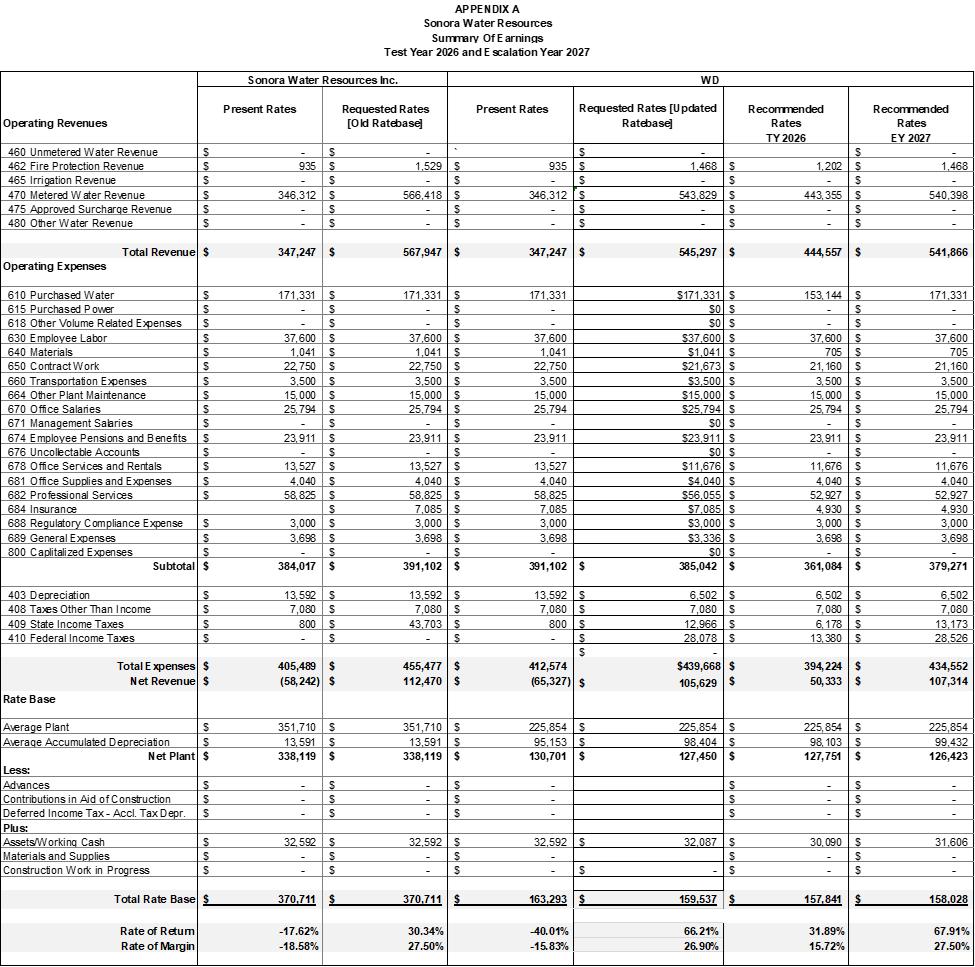 APPENDIX A
Sonora Water Resources
Summary Of Earnings
Test Year 2026 and Escalation Year 2027
Sonora Water Resources Inc. WD
Operating Revenues Present Rates Requested Rates [Old Ratebase] Present Rates Requested Rates [Updated Ratebase] Recommended Rates TY 2026 Recommended Rates EY 2027
460 Unmetered Water Revenue $ - $ - ` $ - $ -
462 Fire Protection Revenue $ 935 $ 1,529 $ 935 $ 1,468 $ 1,202 $ 1,468
465 Irrigation Revenue $ - $ - $ - $ - $ - $ -
470 Metered Water Revenue $ 346,312 $ 566,418 $ 346,312 $ 543,829 $ 443,355 $ 540,398
475 Approved Surcharge Revenue $ - $ - $ - $ - $ - $ -
480 Other Water Revenue $ - $ - $ - $ - $ - $ -
Total Revenue $ 347,247 $ 567,947 $ 347,247 $ 545,297 $ 444,557 $ 541,866
Operating Expenses
610 Purchased Water $ 171,331 $ 171,331 $ 171,331 $171,331 $ 153,144 $ 171,331
615 Purchased Power $ - $ - $ - $0 $ - $ -
618 Other Volume Related Expenses $ - $ - $ - $0 $ - $ -
630 Employee Labor $ 37,600 $ 37,600 $ 37,600 $37,600 $ 37,600 $ 37,600
640 Materials $ 1,041 $ 1,041 $ 1,041 $1,041 $ 705 $ 705
650 Contract Work $ 22,750 $ 22,750 $ 22,750 $21,673 $ 21,160 $ 21,160
660 Transportation Expenses $ 3,500 $ 3,500 $ 3,500 $3,500 $ 3,500 $ 3,500
664 Other Plant Maintenance $ 15,000 $ 15,000 $ 15,000 $15,000 $ 15,000 $ 15,000
670 Office Salaries $ 25,794 $ 25,794 $ 25,794 $25,794 $ 25,794 $ 25,794
671 Management Salaries $ - $ - $ - $0 $ - $ -
674 Employee Pensions and Benefits $ 23,911 $ 23,911 $ 23,911 $23,911 $ 23,911 $ 23,911
676 Uncollectable Accounts $ - $ - $ - $0 $ - $ -
678 Office Services and Rentals $ 13,527 $ 13,527 $ 13,527 $11,676 $ 11,676 $ 11,676
681 Office Supplies and Expenses $ 4,040 $ 4,040 $ 4,040 $4,040 $ 4,040 $ 4,040
682 Professional Services $ 58,825 $ 58,825 $ 58,825 $56,055 $ 52,927 $ 52,927
684 Insurance $ 7,085 $ 7,085 $7,085 $ 4,930 $ 4,930
688 Regulatory Compliance Expense $ 3,000 $ 3,000 $ 3,000 $3,000 $ 3,000 $ 3,000
689 General Expenses $ 3,698 $ 3,698 $ 3,698 $3,336 $ 3,698 $ 3,698
800 Caplitalized Expenses $ - $ - $ - $0 $ - $ -
Subtotal $ 384,017 $ 391,102 $ 391,102 $ 385,042 $ 361,084 $ 379,271
403 Depreciation $ 13,592 $ 13,592 $ 13,592 $ 6,502 $ 6,502 $ 6,502
408 Taxes Other Than Income $ 7,080 $ 7,080 $ 7,080 $ 7,080 $ 7,080 $ 7,080
409 State Income Taxes $ 800 $ 43,703 $ 800 $ 12,966 $ 6,178 $ 13,173
410 Federal Income Taxes $ - $ - $ - $ 28,078 $ 13,380 $ 28,526
$ -
Total Expenses $ 405,489 $ 455,477 $ 412,574 $439,668 $ 394,224 $ 434,552
Net Revenue $ (58,242) $ 112,470 $ (65,327) $ 105,629 $ 50,333 $ 107,314
Rate Base
Average Plant $ 351,710 $ 351,710 $ 225,854 $ 225,854 $ 225,854 $ 225,854
Average Accumulated Depreciation $ 13,591 $ 13,591 $ 95,153 $ 98,404 $ 98,103 $ 99,432
Net Plant $ 338,119 $ 338,119 $ 130,701 $ 127,450 $ 127,751 $ 126,423
Less:
Advances $ - $ - $ - $ - $ -
Contributions in Aid of Construction $ - $ - $ - $ - $ -
Deferred Income Tax - Accl. Tax Depr. $ - $ - $ - $ - $ -
Plus:
Assets/Working Cash $ 32,592 $ 32,592 $ 32,592 $ 32,087 $ 30,090 $ 31,606
Materials and Supplies $ - $ - $ - $ - $ -
Construction Work in Progress $ - $ - $ - $ - $ - $ -
Total Rate Base $ 370,711 $ 370,711 $ 163,293 $ 159,537 $ 157,841 $ 158,028
Rate of Return -17.62% 30.34% -40.01% 66.21% 31.89% 67.91%
Rate of Margin -18.58% 27.50% -15.83% 26.90% 15.72% 27.50%